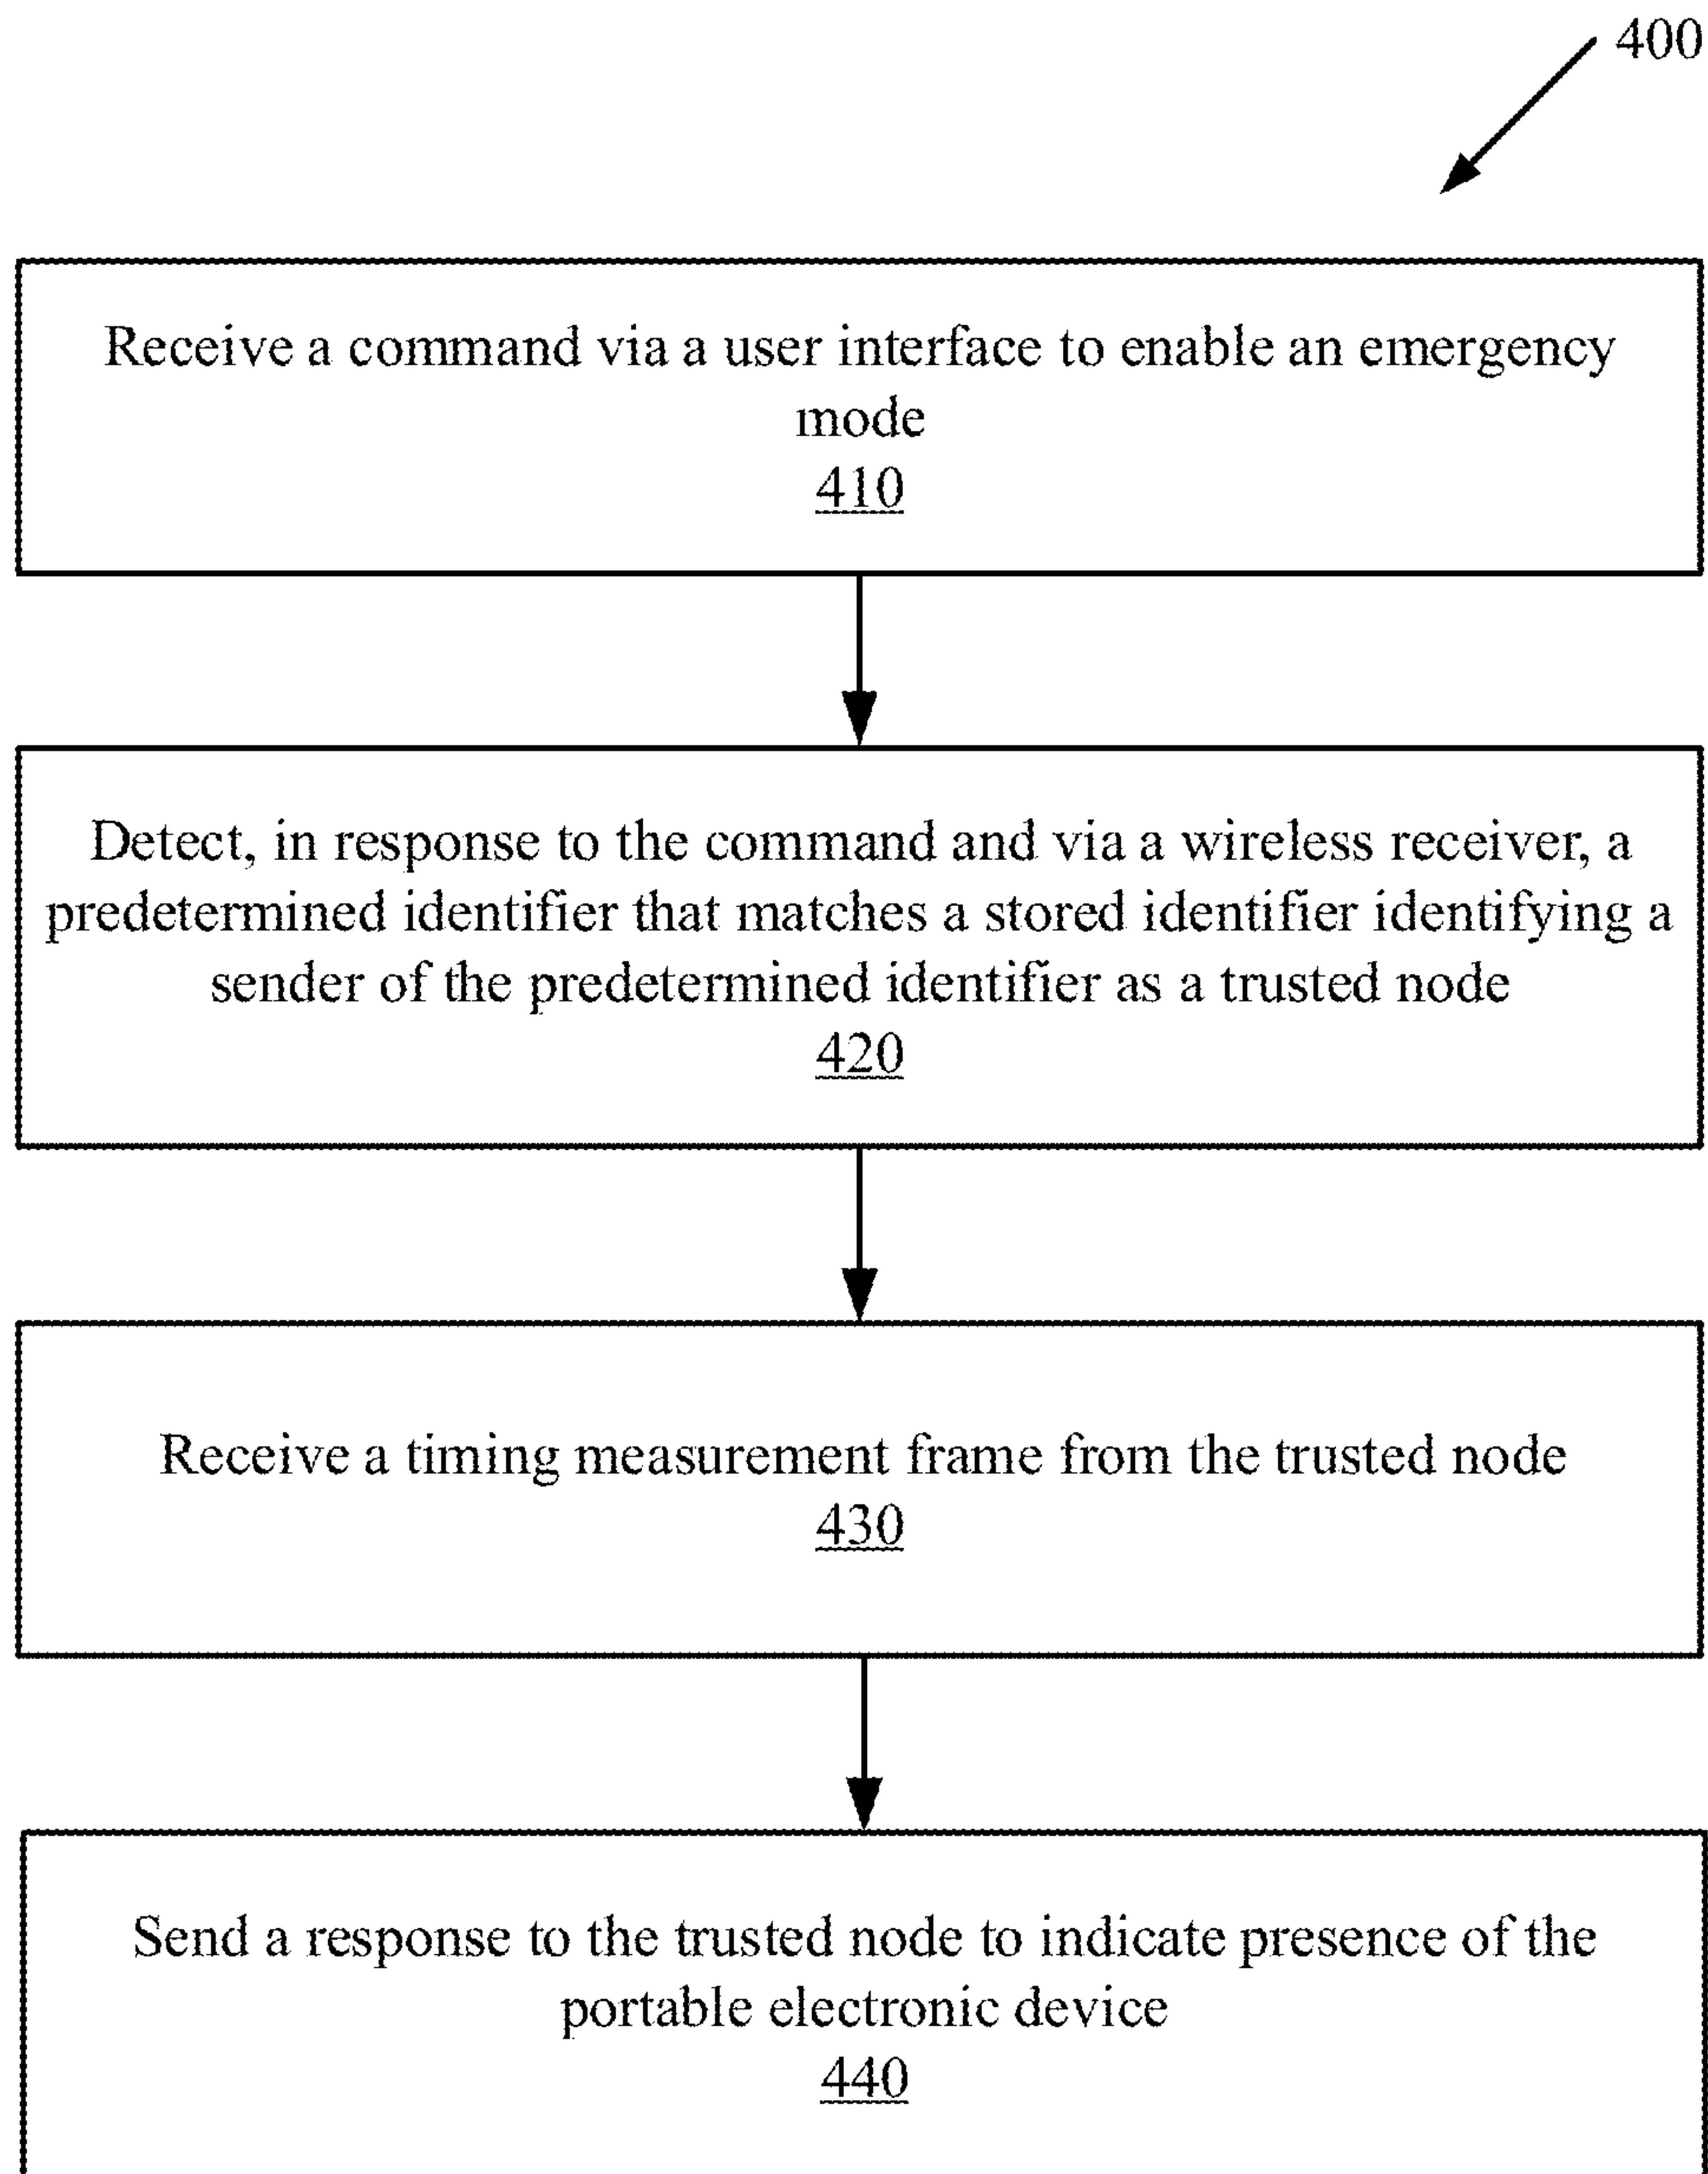 400
Receive a command via a user interface to enable an emergency
mode
410
Detect, in response to the command and via a wireless receiver, a
predetermined identifier that matches a stored identifier identifying a
sender of the predetermined identifier as a trusted node
420
Receive a timing measurement frame from the trusted node
430
Send a response to the trusted node to indicate presence of the
portable electronic device
440